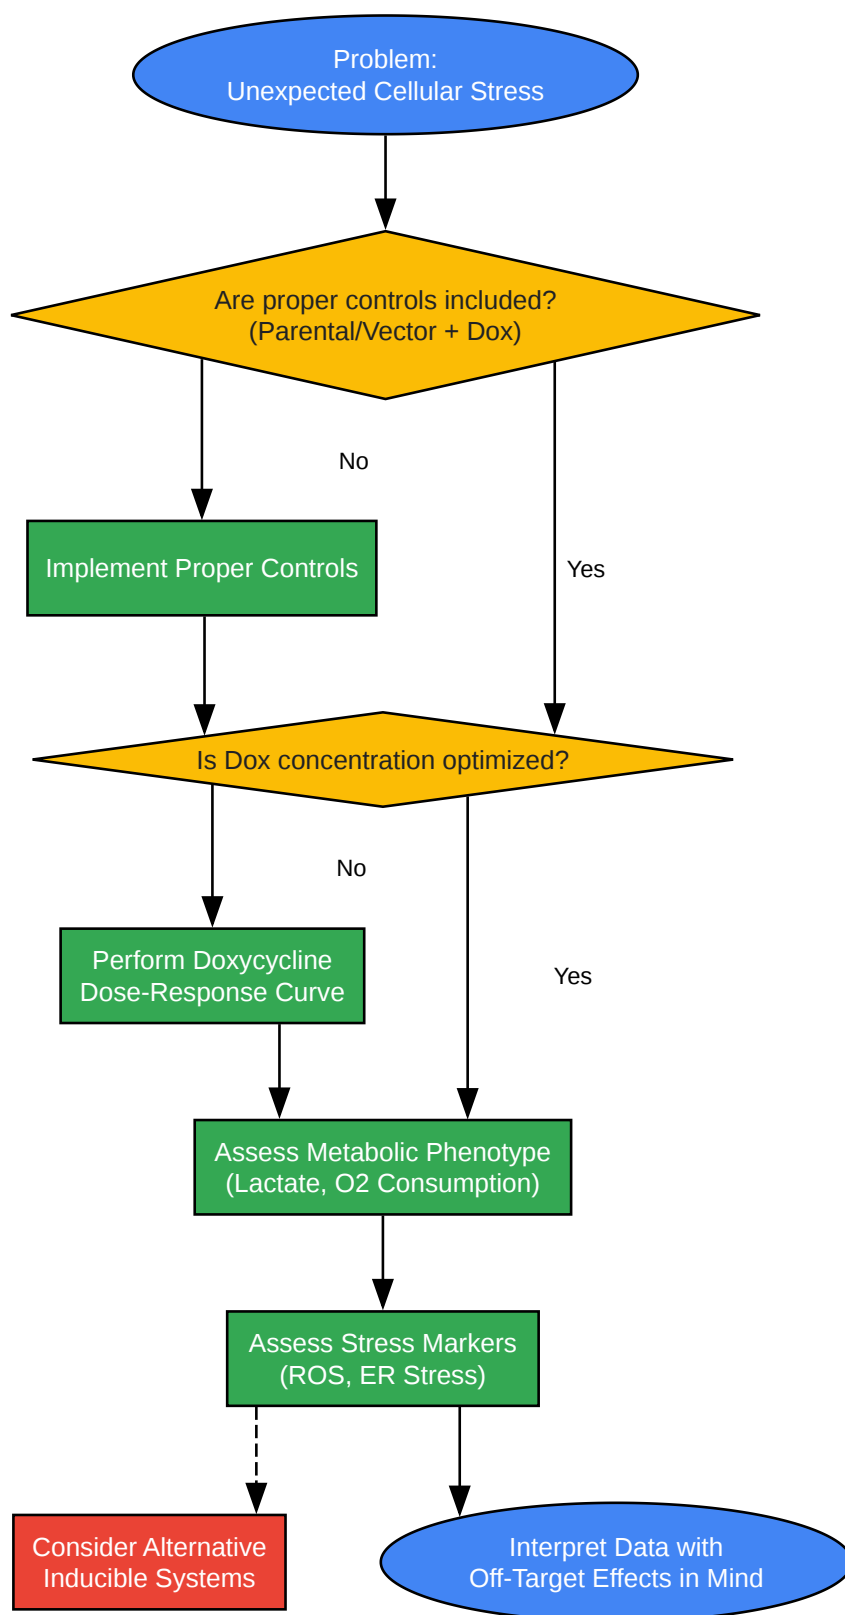 Problem:
Unexpected Cellular Stress
Are proper controls included?
(Parental/Vector + Dox)
No
Implement Proper Controls
Yes
Is Dox concentration optimized?
No
Perform Doxycycline
Dose-Response Curve
Yes
Assess Metabolic Phenotype
(Lactate, O2 Consumption)
Assess Stress Markers
(ROS, ER Stress)
Consider Alternative
Inducible Systems
Interpret Data with
Off-Target Effects in Mind